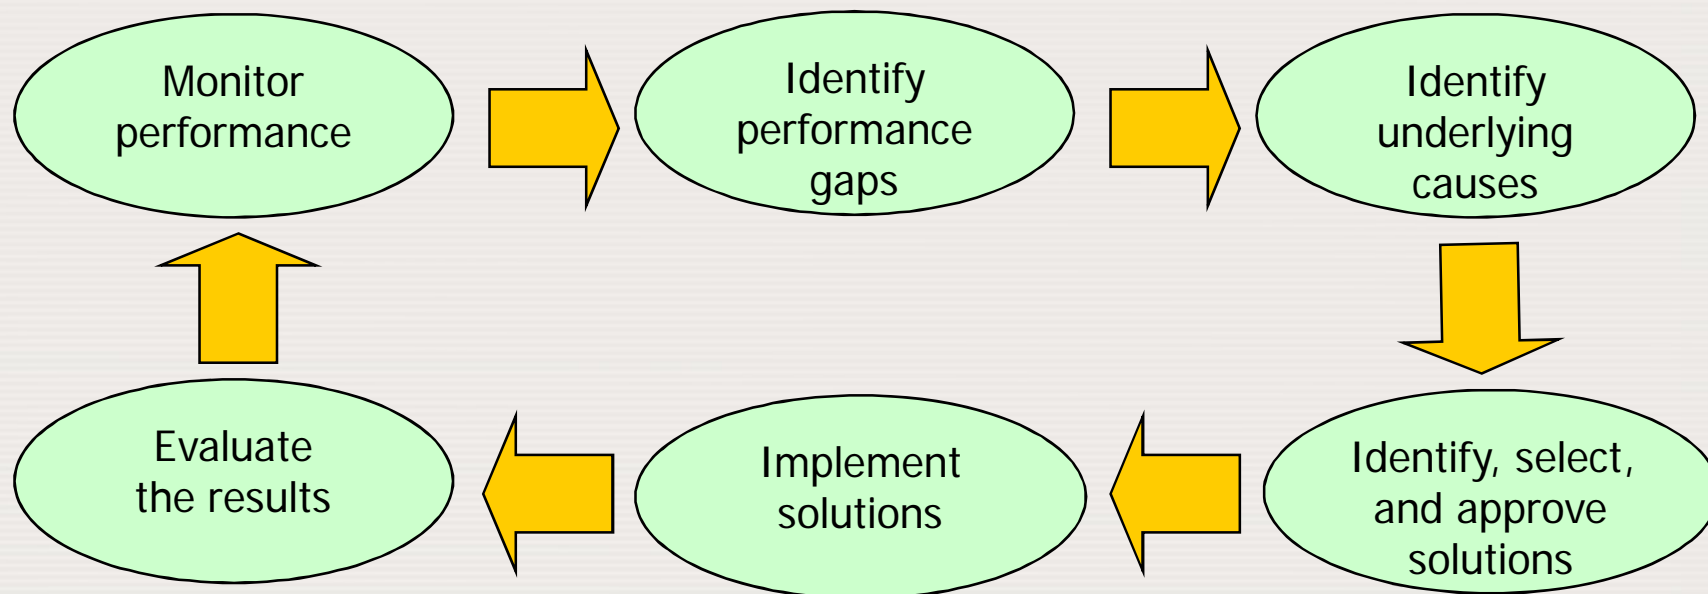 Monitor
performance
Identify
performance
gaps
Identify
underlying
causes
Identify, select,
and approve
solutions
Implement
solutions
Evaluate
the results